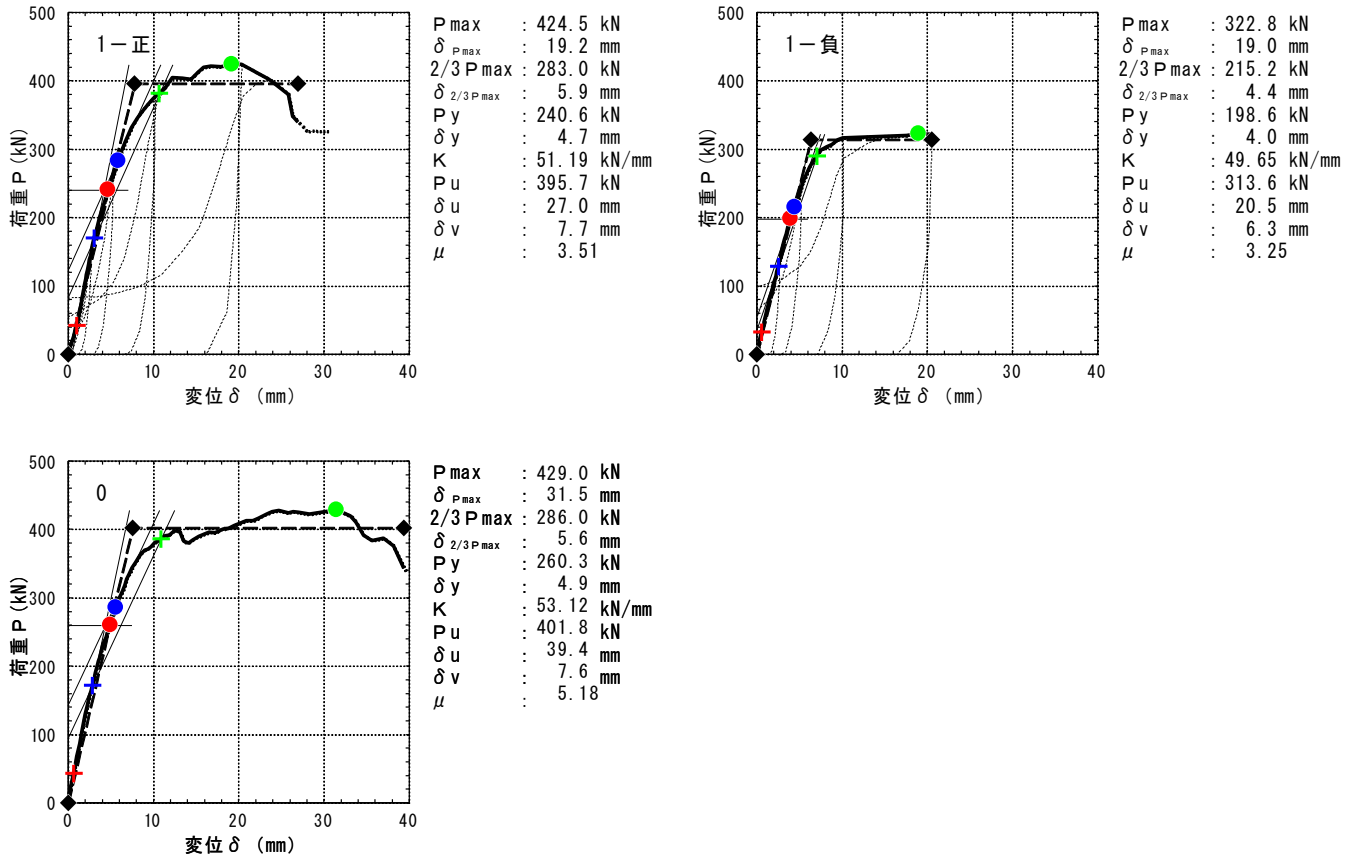 500
400
300
200
100
0
0 10 20 30 40
荷重P(kN)
変位δ (mm)
1－正
Pmax : 424.5 kN
δPmax : 19.2 mm
2/3Pmax : 283.0 kN
δ2/3Pmax : 5.9 mm
Py : 240.6 kN
δy : 4.7 mm
K : 51.19 kN/mm
Pu : 395.7 kN
δu : 27.0 mm
δv : 7.7 mm
μ : 3.51
500
400
300
200
100
0
0 10 20 30 40
荷重P(kN)
変位δ (mm)
1－負
Pmax : 322.8 kN
δPmax : 19.0 mm
2/3Pmax : 215.2 kN
δ2/3Pmax : 4.4 mm
Py : 198.6 kN
δy : 4.0 mm
K : 49.65 kN/mm
Pu : 313.6 kN
δu : 20.5 mm
δv : 6.3 mm
μ : 3.25
500
400
300
200
100
0
0 10 20 30 40
荷重P(kN)
変位δ (mm)
0
Pmax : 429.0 kN
δPmax : 31.5 mm
2/3Pmax : 286.0 kN
δ2/3Pmax : 5.6 mm
Py : 260.3 kN
δy : 4.9 mm
K : 53.12 kN/mm
Pu : 401.8 kN
δu : 39.4 mm
δv : 7.6 mm
μ : 5.18